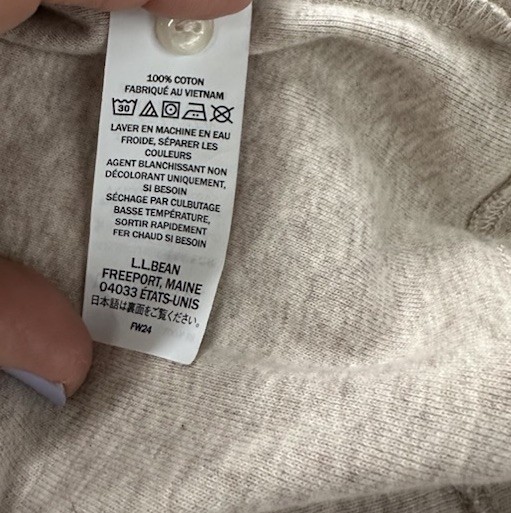 100% COTON
FABRIQUÉ AU VIETNAM
30
LAVER EN MACHINE EN EAU
FROIDE, SÉPARER LES
COULEURS
AGENT BLANCHISSANT NON
DÉCOLORANT UNIQUEMENT,
SI BESOIN
SÉCHAGE PAR CULBUTAGE
BASSE TEMPÉRATURE,
SORTIR RAPIDEMENT
FER CHAUD SI BESOIN
L.L.BEAN
FREEPORT, MAINE
04033 ÉTATS-UNIS
日本語は裏面をご覧ください。
FW24